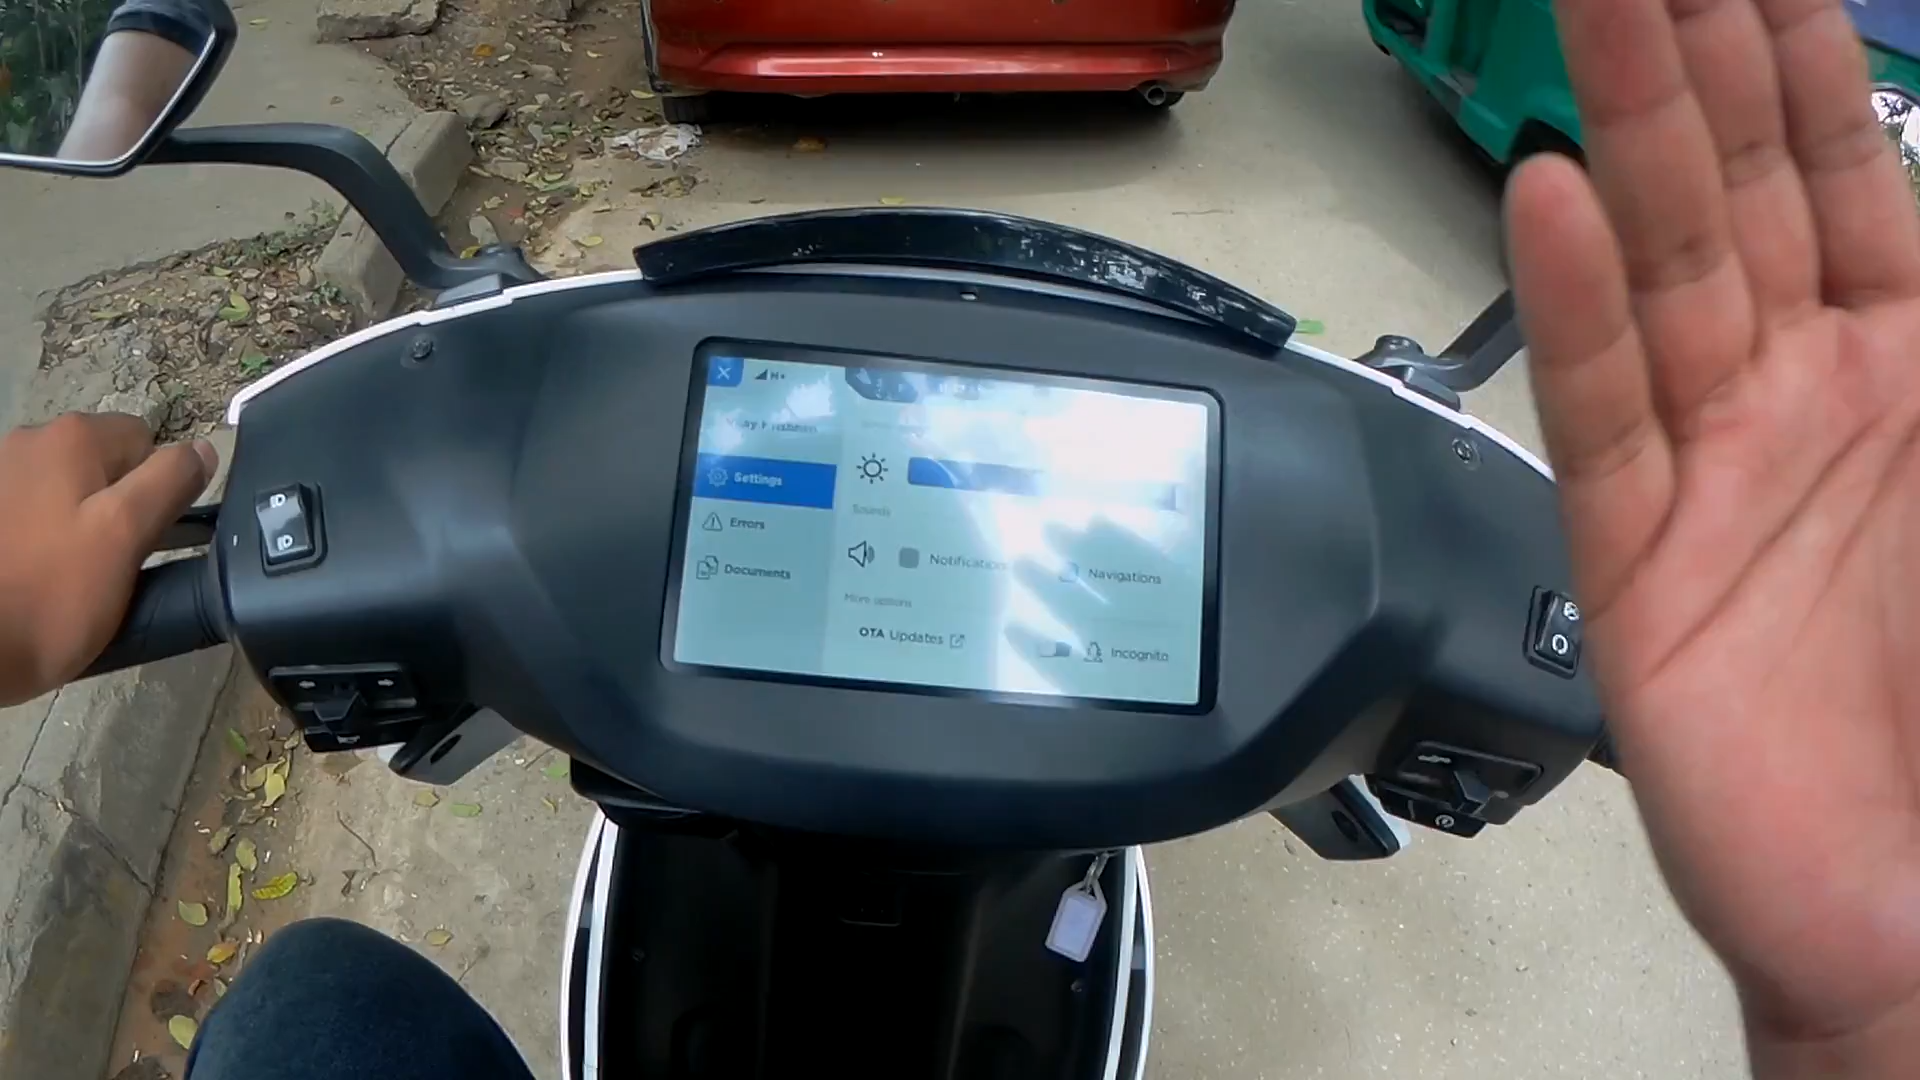 H+
Settings
Sounds
Errors
Notifications
Navigations
Documents
More options
OTA Updates
Incognito